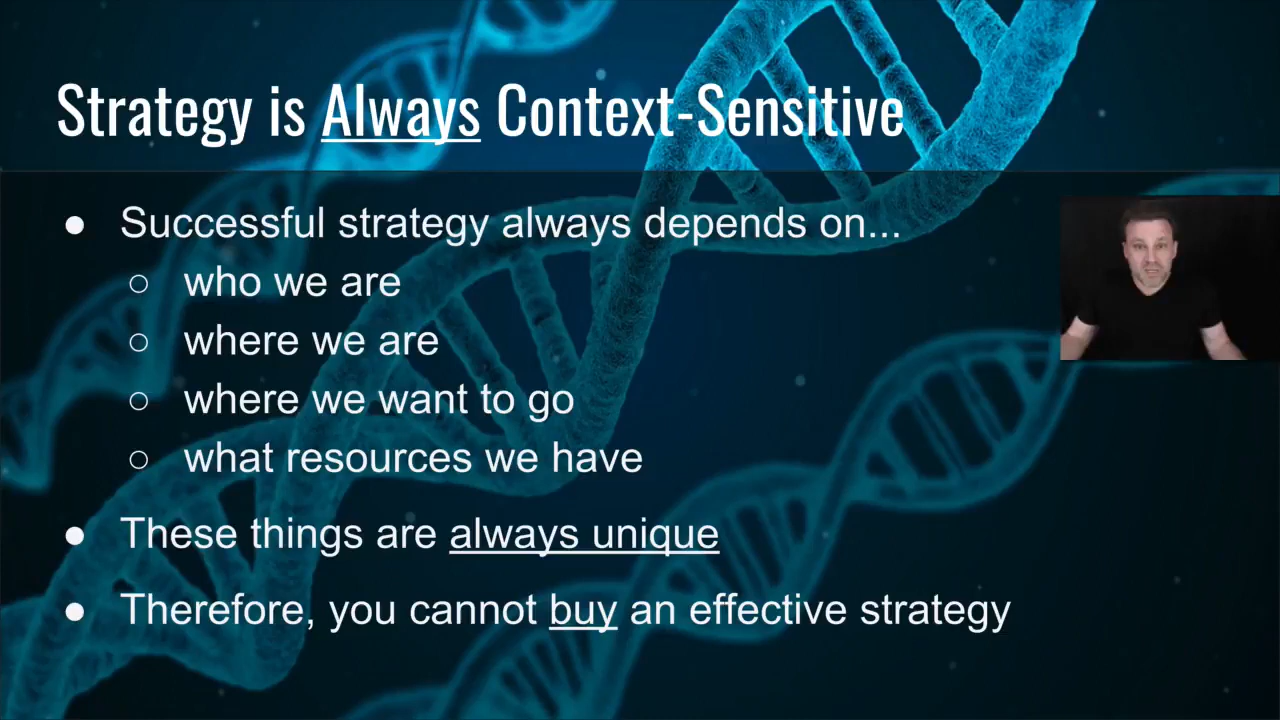 Strategy is Always Context-Sensitive
● Successful strategy always depends on...
○ who we are
○ where we are
○ where we want to go
○ what resources we have
● These things are always unique
● Therefore, you cannot buy an effective strategy